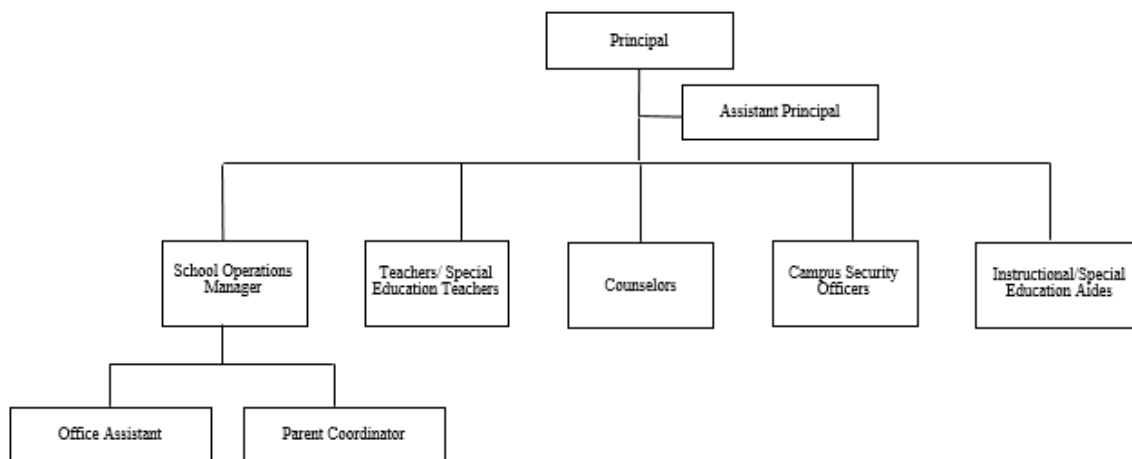 Principal
Assistant Principal
School Operations
Manager
Teachers/ Special
Education Teachers
Counselors
Campus Security
Officers
Instructional/Special
Education Aides
Office Assistant
Parent Coordinator